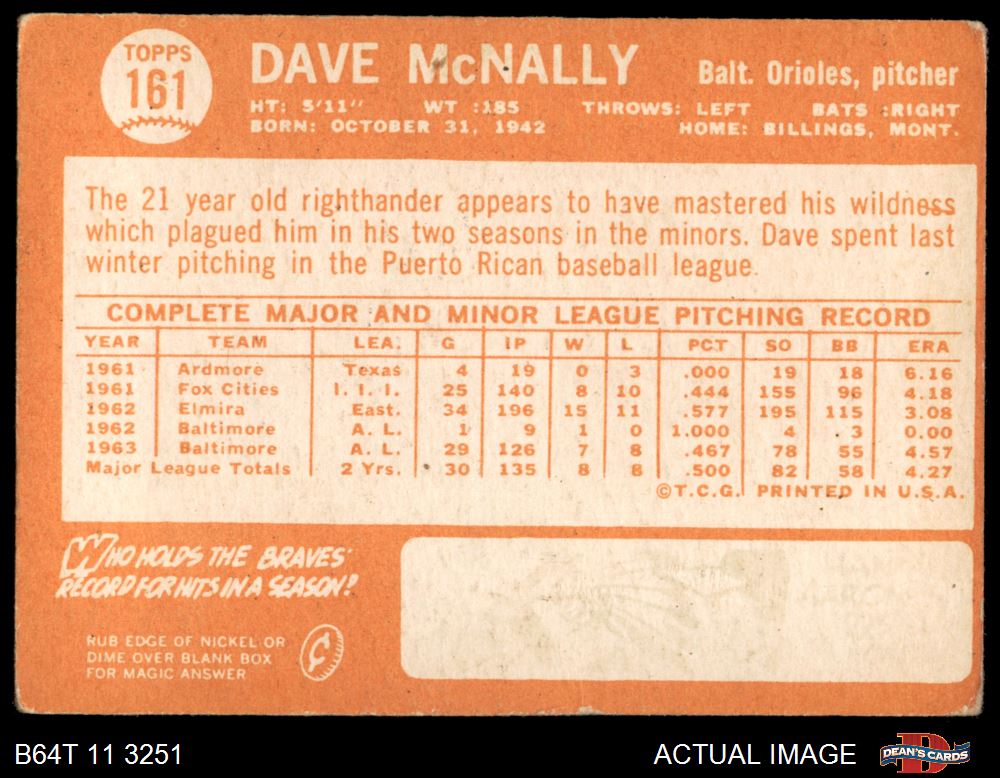 TOPPS
161
DAVE McNALLY
Balt. Orioles, pitcher
HT: 5'11" WT :185 THROWS: LEFT BATS :RIGHT
BORN: OCTOBER 31, 1942 HOME: BILLINGS, MONT.
The 21 year old righthander appears to have mastered his wildness
which plagued him in his two seasons in the minors. Dave spent last
winter pitching in the Puerto Rican baseball league.
COMPLETE MAJOR AND MINOR LEAGUE PITCHING RECORD
YEAR TEAM LEA. G IP W L PCT SO BB ERA
1961 Ardmore Texas 4 19 0 3 .000 19 18 6.16
1961 Fox Cities I. I. I. 25 140 8 10 .444 155 96 4.18
1962 Elmira East. 34 196 15 11 .577 195 115 3.08
1962 Baltimore A. L. 1 9 1 0 1.000 4 3 0.00
1963 Baltimore A. L. 29 126 7 8 .467 78 55 4.57
Major League Totals 2 Yrs. 30 135 8 8 .500 82 58 4.27
©T.C.G. PRINTED IN U.S.A.
WHO HOLDS THE BRAVES'
RECORD FOR HITS IN A SEASON?
RUB EDGE OF NICKEL OR
DIME OVER BLANK BOX
FOR MAGIC ANSWER
¢
B64T 11 3251
ACTUAL IMAGE
D
DEAN'S CARDS